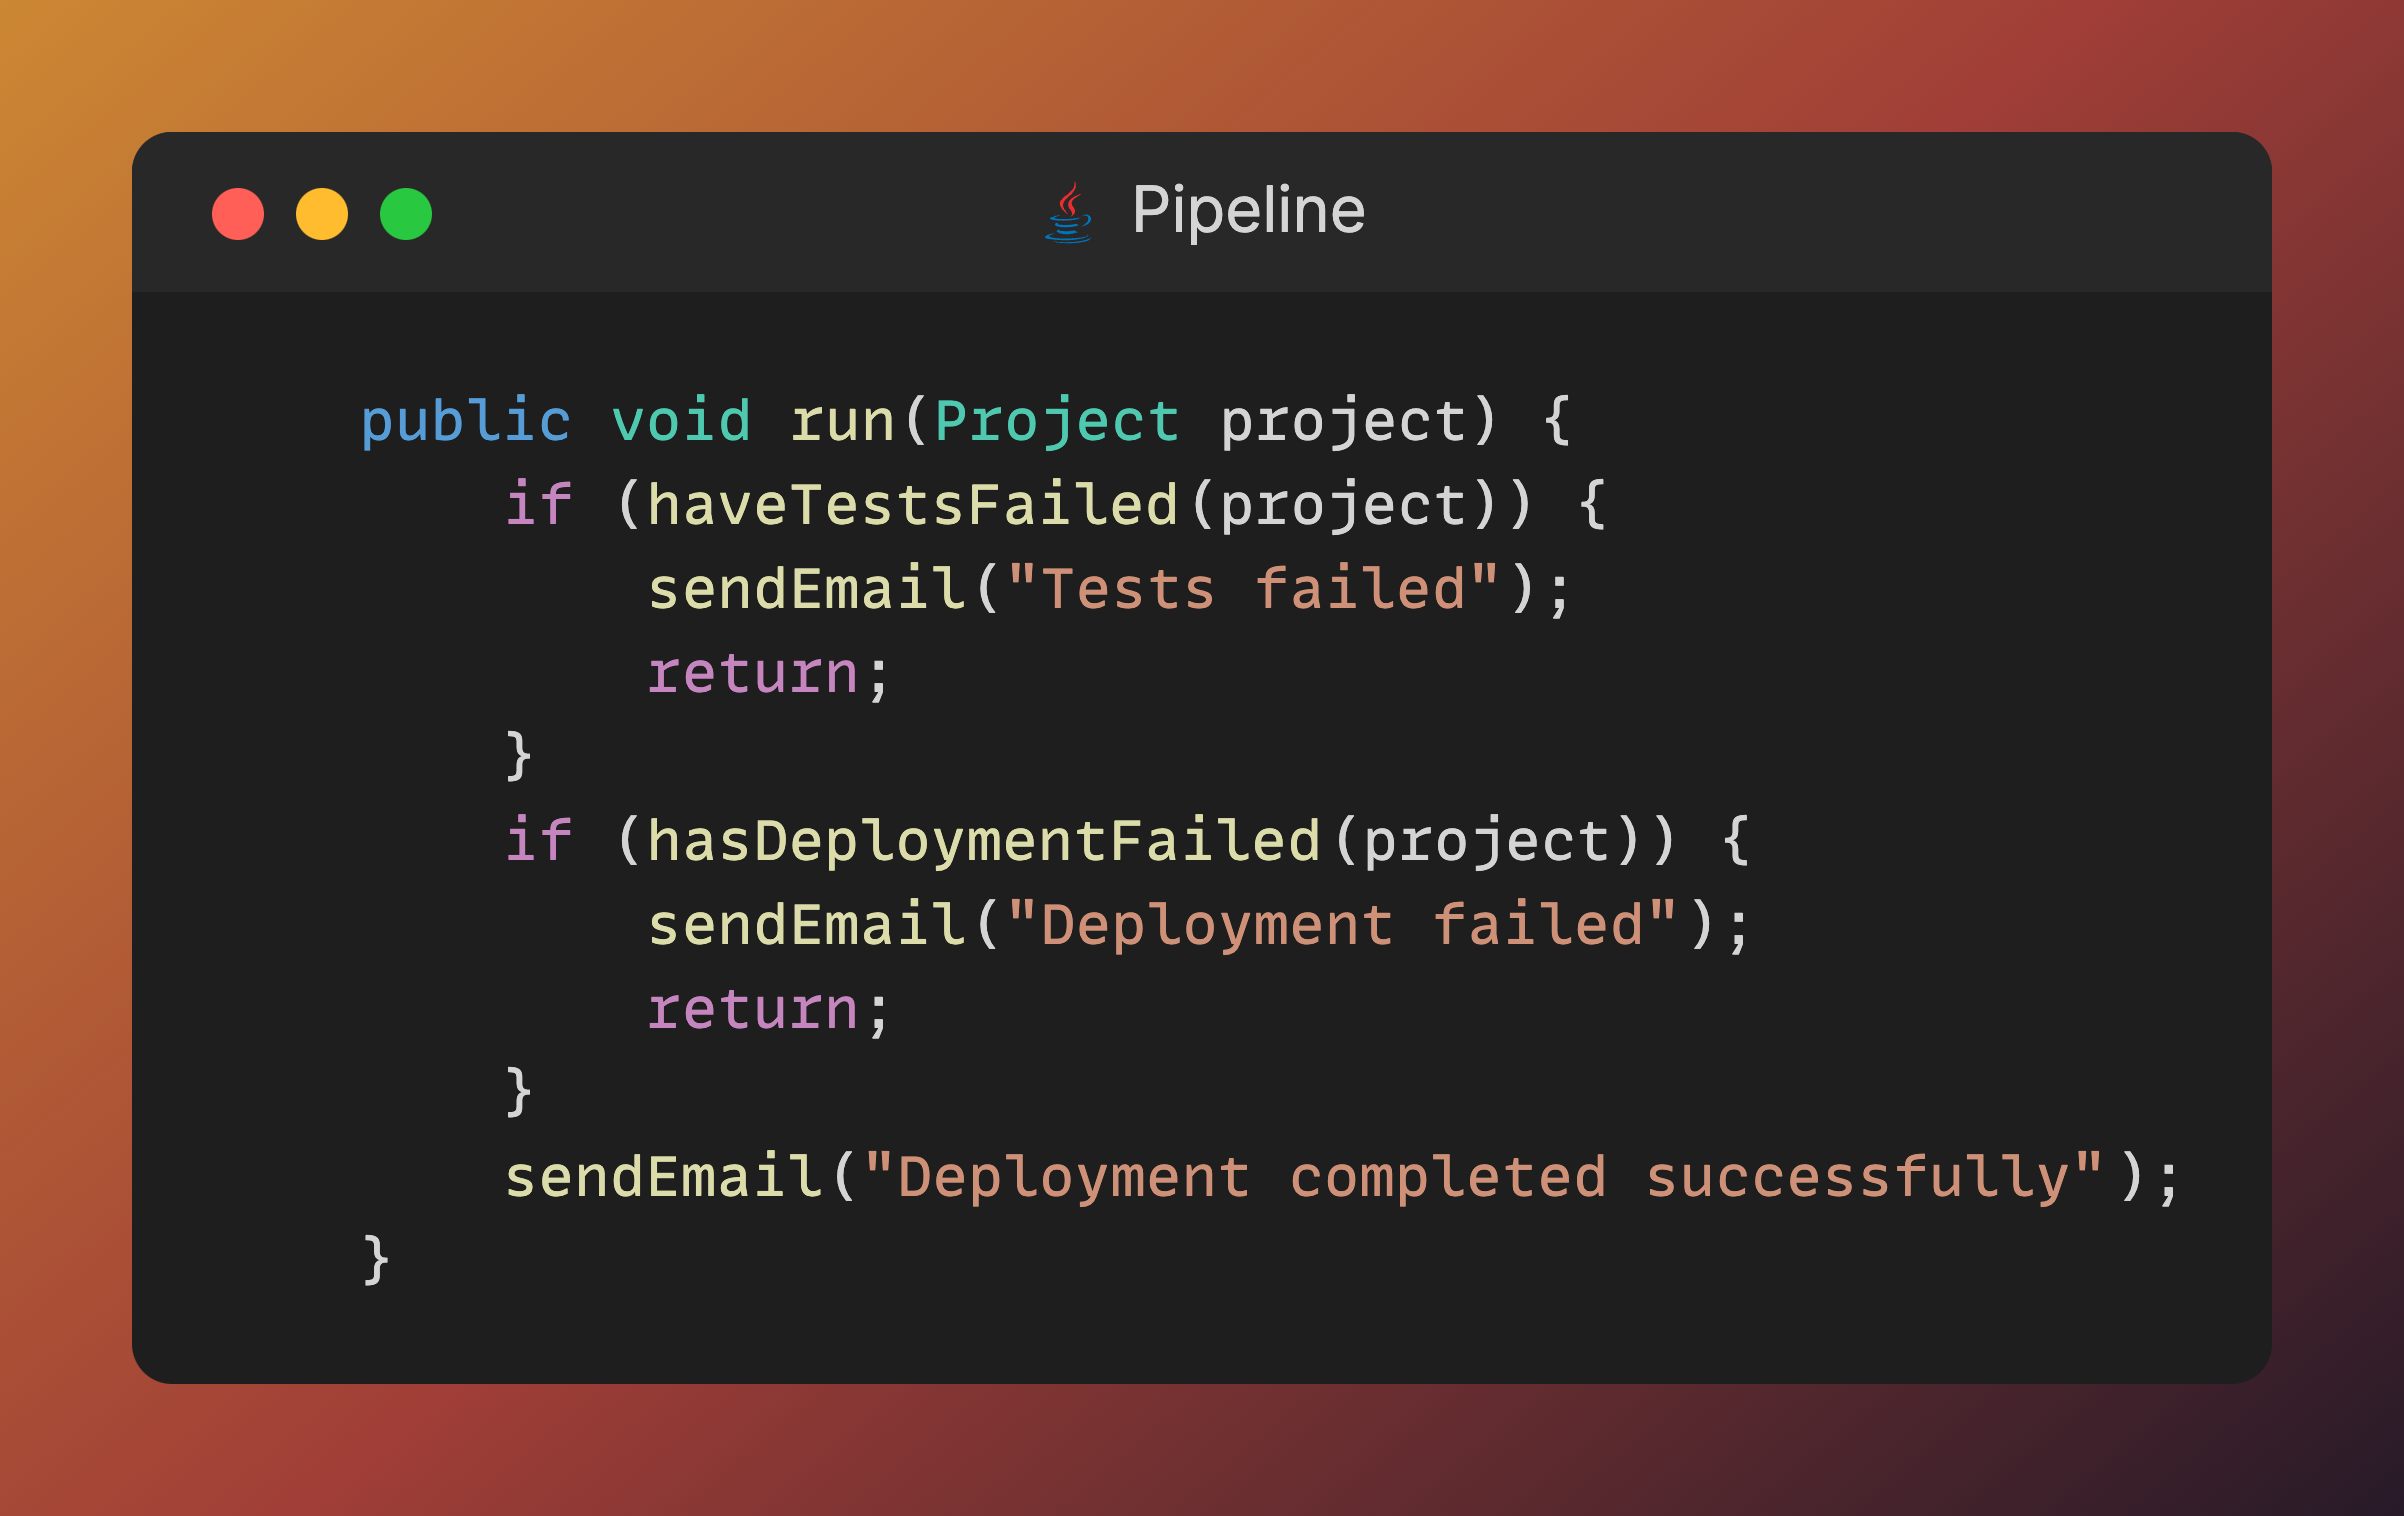 Pipeline
public void run(Project project) {
    if (haveTestsFailed(project)) {
        sendEmail("Tests failed");
        return;
    }
    if (hasDeploymentFailed(project)) {
        sendEmail("Deployment failed");
        return;
    }
    sendEmail("Deployment completed successfully");
}